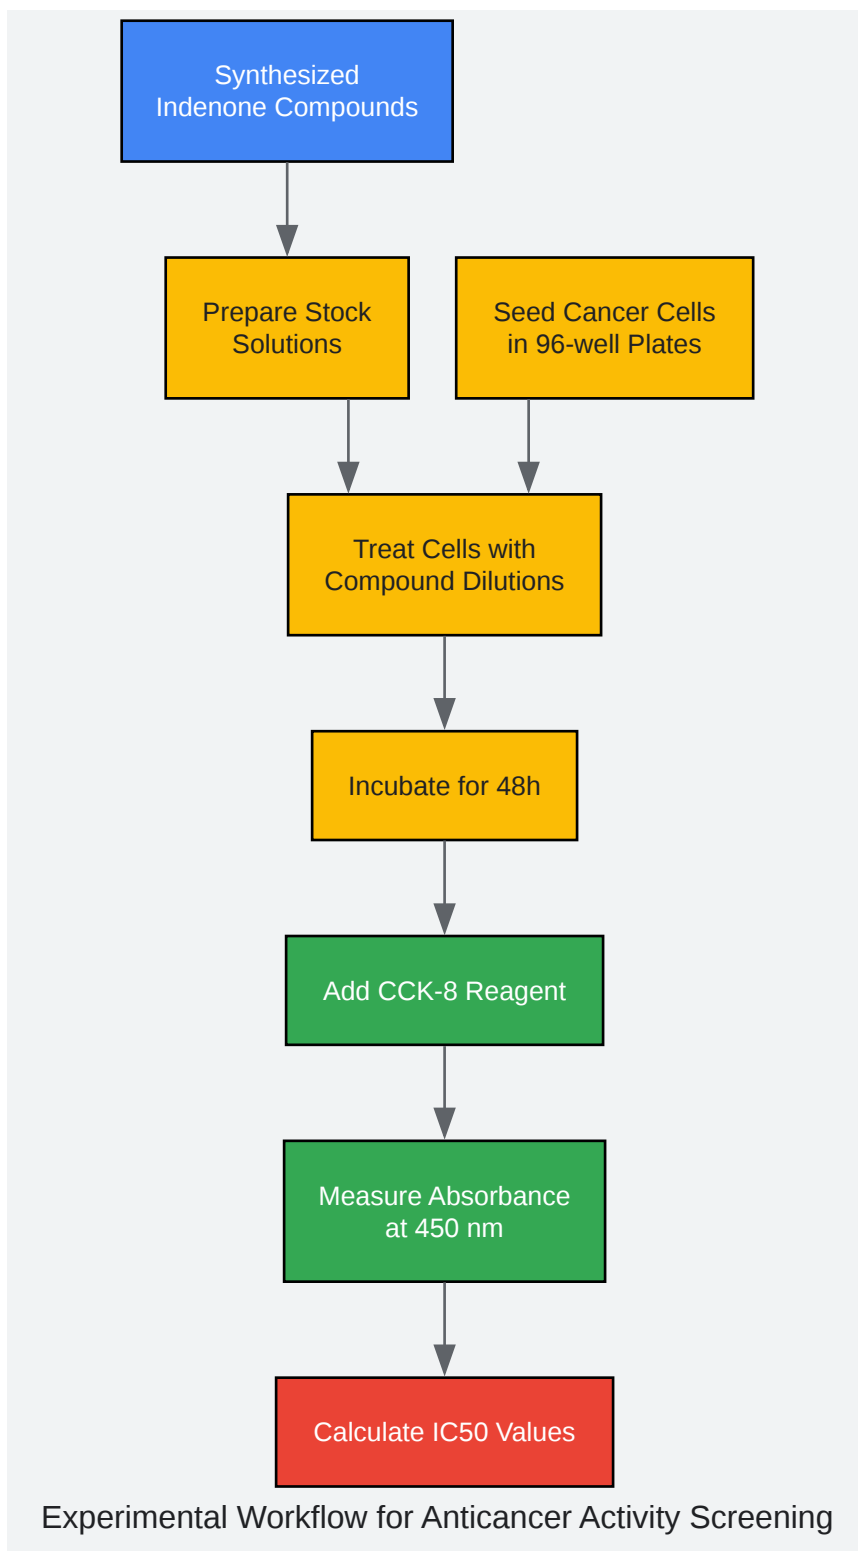 Synthesized
Indenone Compounds
Prepare Stock
Solutions
Seed Cancer Cells
in 96-well Plates
Treat Cells with
Compound Dilutions
Incubate for 48h
Add CCK-8 Reagent
Measure Absorbance
at 450 nm
Calculate IC50 Values
Experimental Workflow for Anticancer Activity Screening